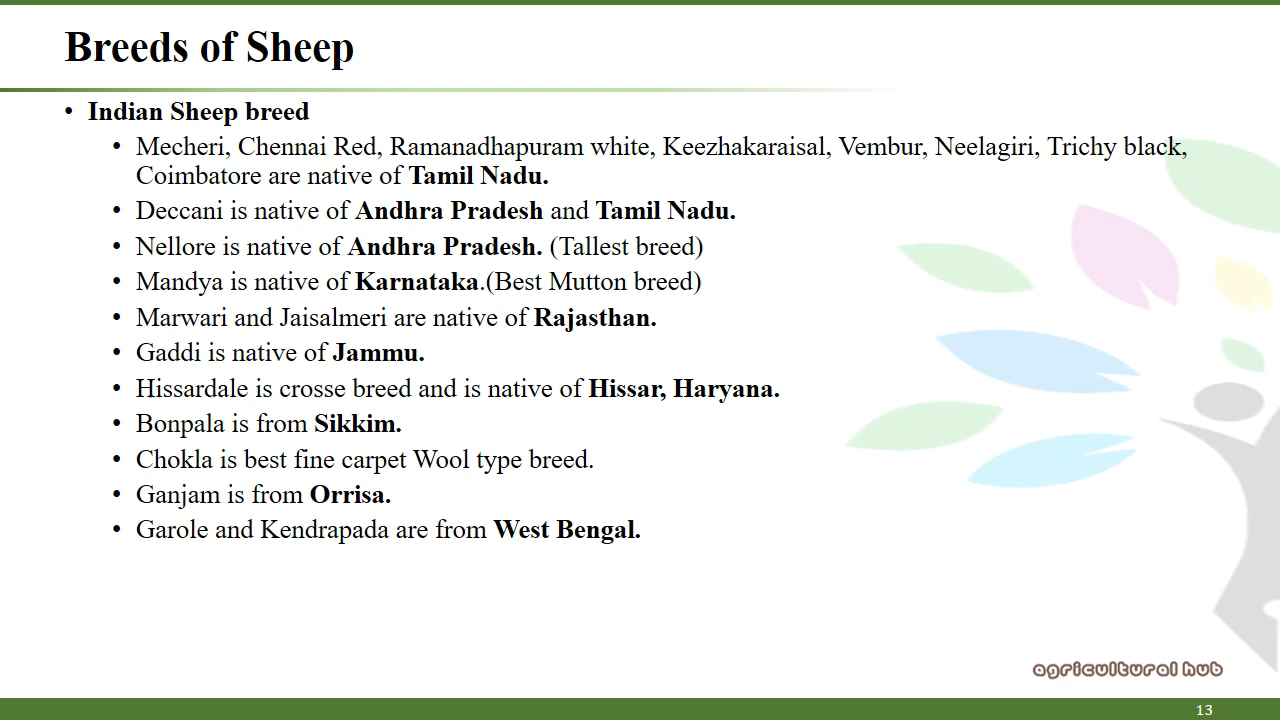 Breeds of Sheep
• Indian Sheep breed
• Mecheri, Chennai Red, Ramanadhapuram white, Keezhakaraisal, Vembur, Neelagiri, Trichy black,
Coimbatore are native of Tamil Nadu.
• Deccani is native of Andhra Pradesh and Tamil Nadu.
• Nellore is native of Andhra Pradesh. (Tallest breed)
• Mandya is native of Karnataka.(Best Mutton breed)
• Marwari and Jaisalmeri are native of Rajasthan.
• Gaddi is native of Jammu.
• Hissardale is crosse breed and is native of Hissar, Haryana.
• Bonpala is from Sikkim.
• Chokla is best fine carpet Wool type breed.
• Ganjam is from Orrisa.
• Garole and Kendrapada are from West Bengal.
agricultural hub
13